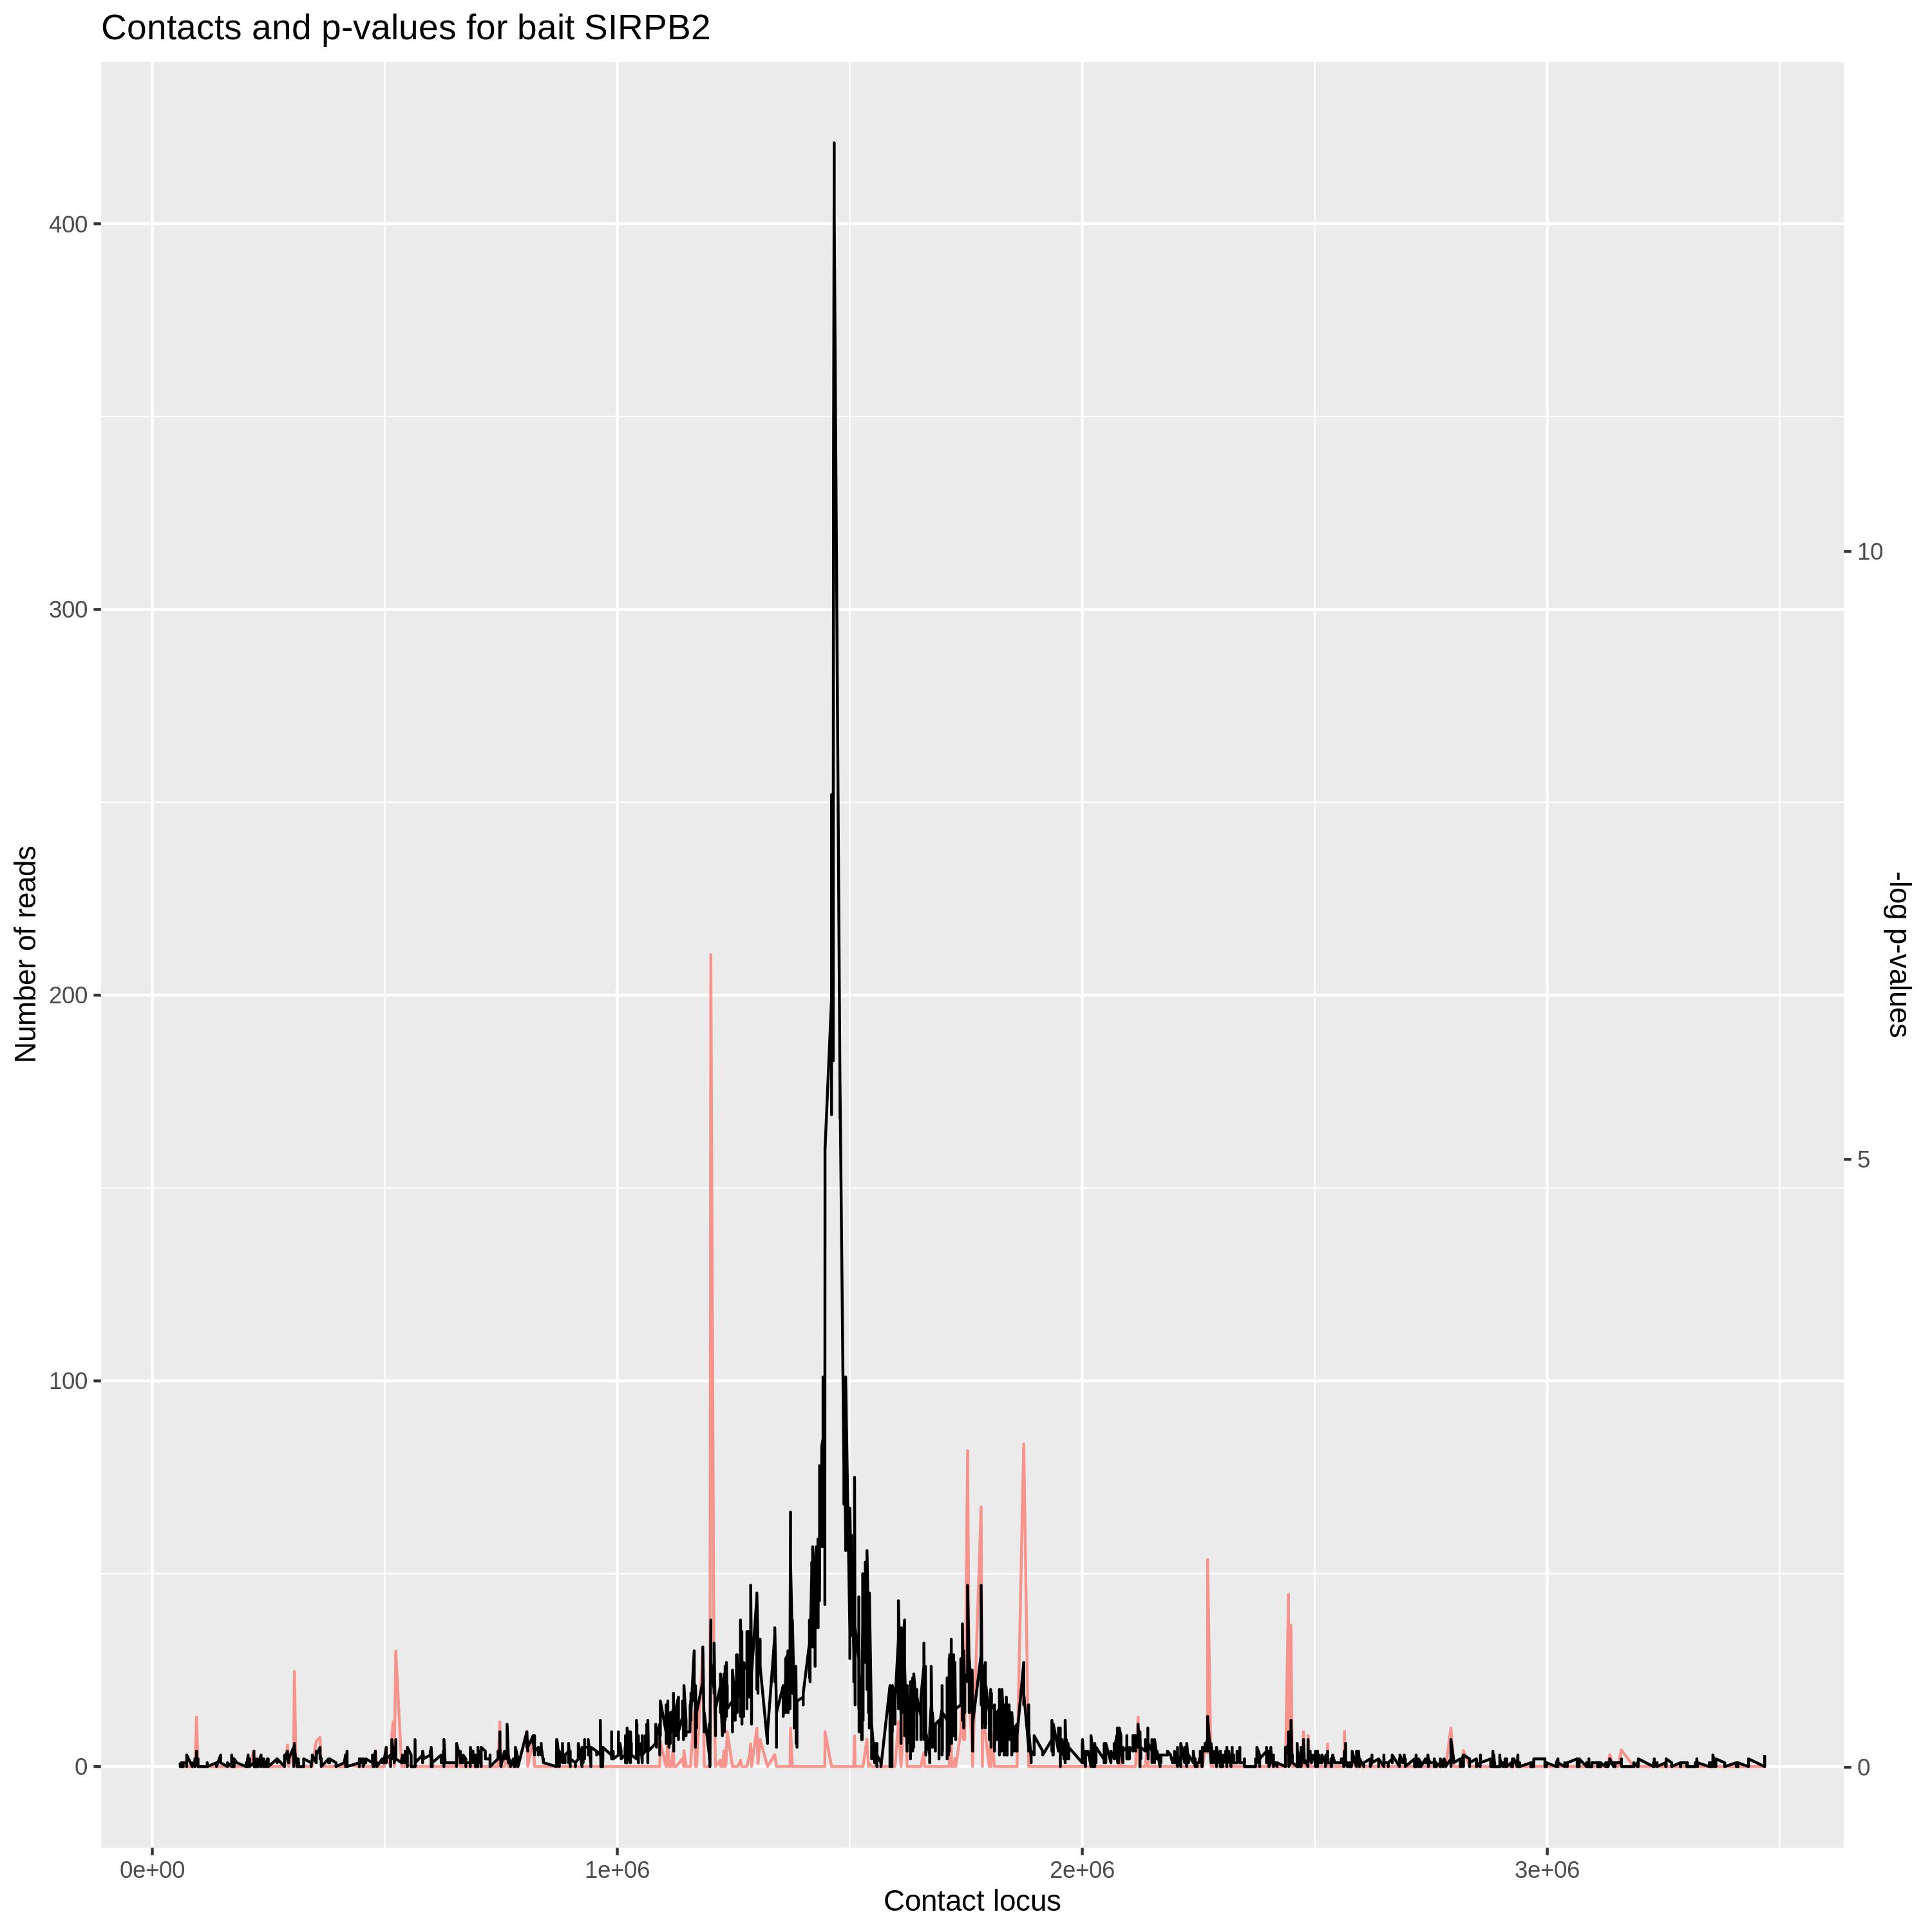 Contacts and p-values for bait SIRPB2
400
300
200
100
0
Number of reads
10
5
0
-log p-values
0e+00
1e+06
2e+06
3e+06
Contact locus